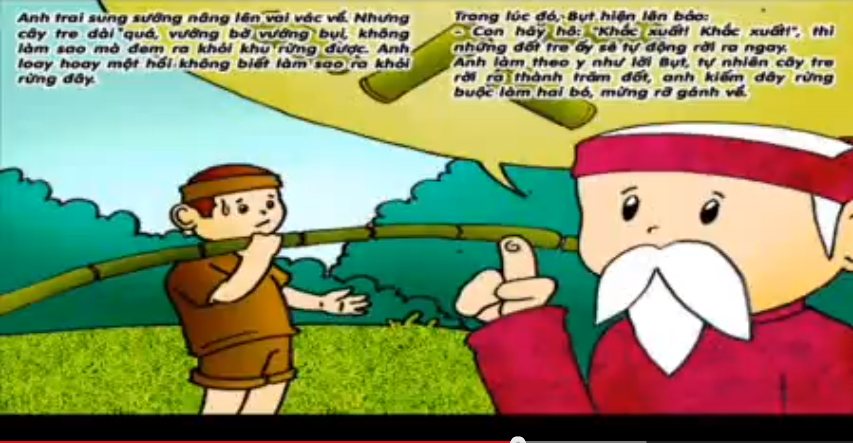 Anh trai sung sướng nâng lên vai vác về. Nhưng
cây tre dài quá, vướng bờ vướng bụi, không
làm sao mà đem ra khỏi khu rừng được. Anh
loay hoay một hồi không biết làm sao ra khỏi
rừng đây.
Trong lúc đó, Bụt hiện lên bảo:
- Con hãy hô: "Khắc xuất! Khắc xuất!", thì
những đốt tre ấy sẽ tự động rời ra ngay.
Anh làm theo y như lời Bụt, tự nhiên cây tre
rời ra thành trăm đốt, anh kiếm dây rừng
buộc làm hai bó, mừng rỡ gánh về.